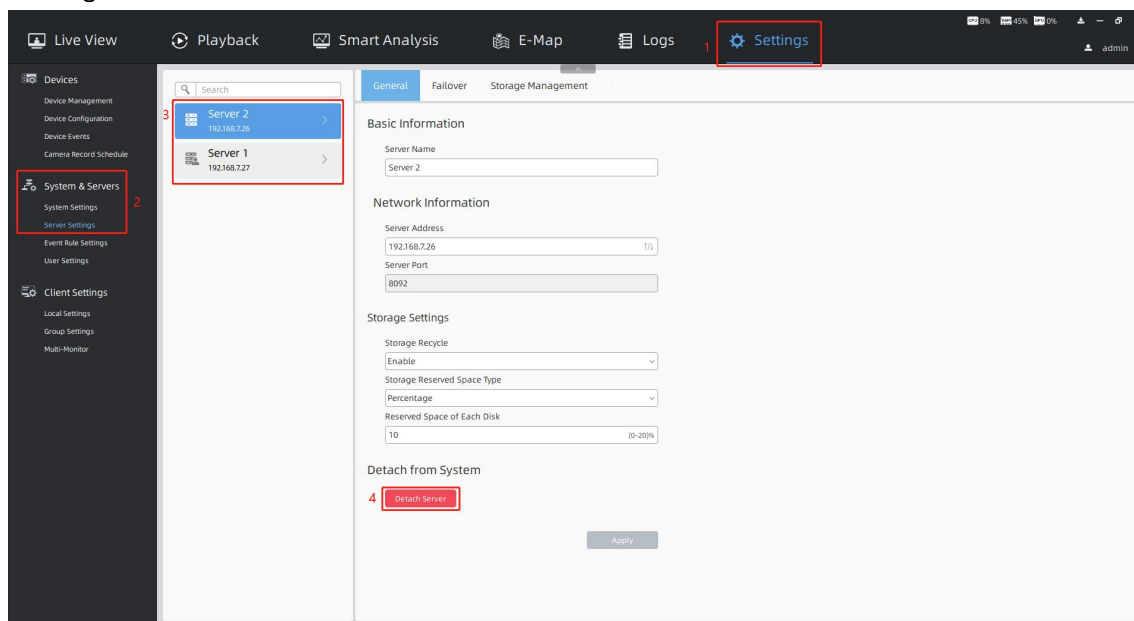 CPU 8% RAM 45% GPU 0%
Live View Playback Smart Analysis E-Map Logs 1 Settings
admin
Devices
Device Management
Device Configuration
Device Events
Camera Record Schedule
System & Servers
2
System Settings
Server Settings
Event Rule Settings
User Settings
Client Settings
Local Settings
Group Settings
Multi-Monitor
Search
3
Server 2
192.168.7.26
Server 1
192.168.7.27
General Failover Storage Management
Basic Information
Server Name
Server 2
Network Information
Server Address
192.168.7.26
Server Port
8092
Storage Settings
Storage Recycle
Enable
Storage Reserved Space Type
Percentage
Reserved Space of Each Disk
10 (0-20)%
Detach from System
4 Detach Server
Apply